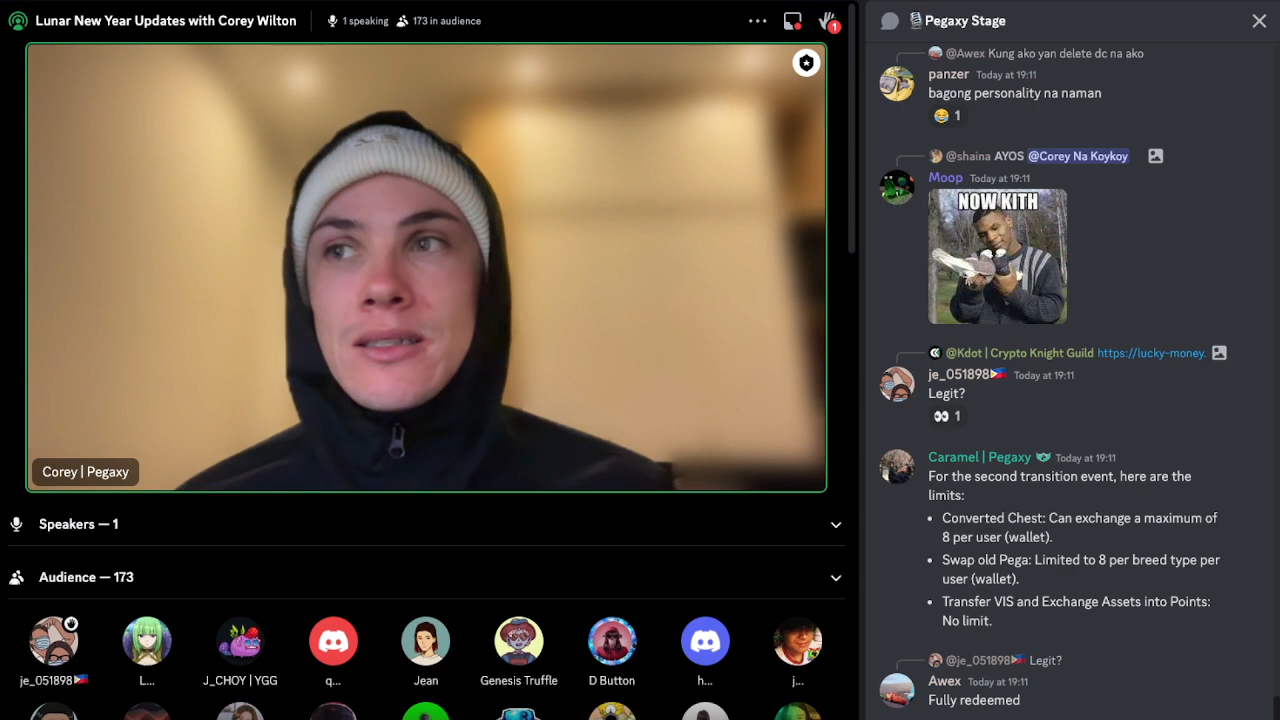 Lunar New Year Updates with Corey Wilton
1 speaking
173 in audience
1
Corey | Pegaxy
Speakers — 1
Audience — 173
je_051898🇵🇭
L...
J_CHOY | YGG
q...
Jean
Genesis Truffle
D Button
h...
j...
Pegaxy Stage
@Awex Kung ako yan delete dc na ako
panzer Today at 19:11
bagong personality na naman
😂 1
@shaina AYOS @Corey Na Koykoy
Moop Today at 19:11
NOW KITH
@Kdot | Crypto Knight Guild https://lucky-money.
je_051898🇵🇭 Today at 19:11
Legit?
👀 1
Caramel | Pegaxy Today at 19:11
For the second transition event, here are the
limits:
• Converted Chest: Can exchange a maximum of
8 per user (wallet).
• Swap old Pega: Limited to 8 per breed type per
user (wallet).
• Transfer VIS and Exchange Assets into Points:
No limit.
@je_051898🇵🇭 Legit?
Awex Today at 19:11
Fully redeemed